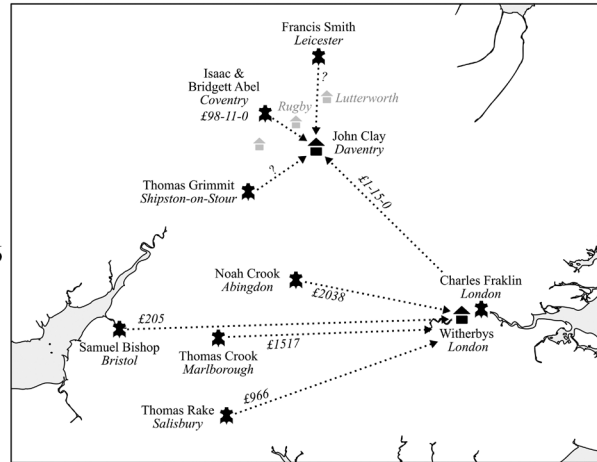 Francis Smith
Leicester
?
Isaac &
Bridgett Abel
Coventry
£98-11-0
Rugby
Lutterworth
John Clay
Daventry
?
Thomas Grimmit
Shipston-on-Stour
£1-15-0
Noah Crook
Abingdon
£2038
Charles Fraklin
London
£205
Samuel Bishop
Bristol
£1517
Thomas Crook
Marlborough
Witherbys
London
£966
Thomas Rake
Salisbury